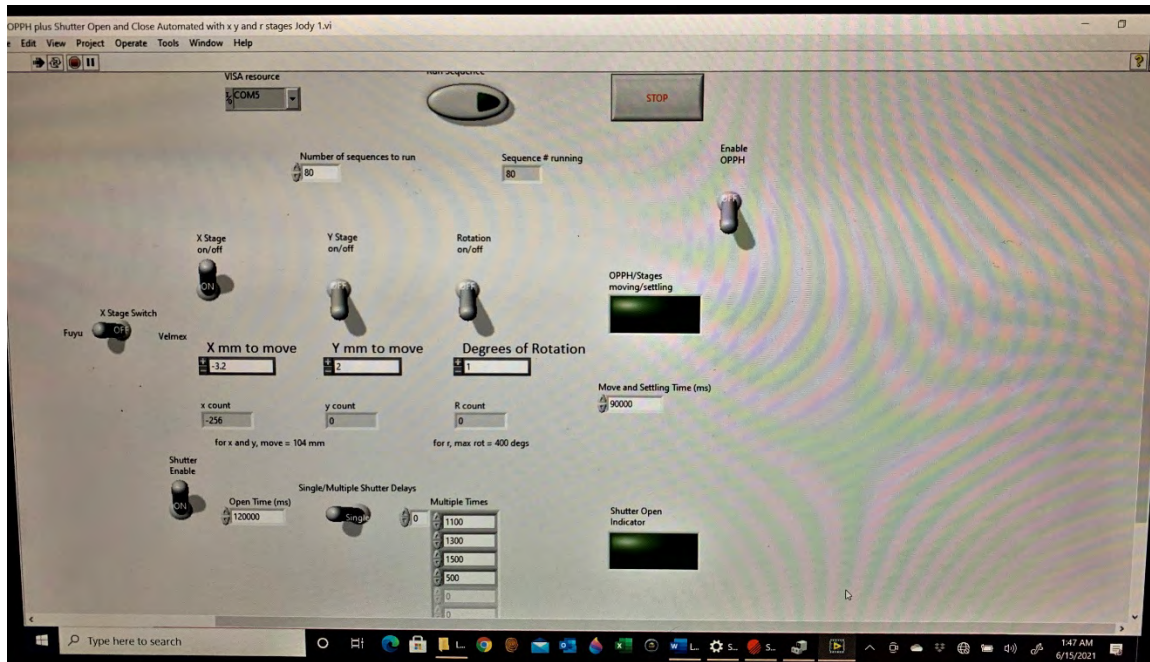 OPPH plus Shutter Open and Close Automated with x y and r stages Jody 1.vi
Edit View Project Operate Tools Window Help
VISA resource
Run Sequence
COM5
STOP
Number of sequences to run
80
Sequence # running
80
Enable
OPPH
OFF
X Stage
on/off
ON
Y Stage
on/off
OFF
Rotation
on/off
OFF
OPPH/Stages
moving/settling
X Stage Switch
Fuyu OFF Velmex
X mm to move
-3.2
Y mm to move
2
Degrees of Rotation
1
Move and Settling Time (ms)
90000
x count
-256
y count
0
R count
0
for x and y, move = 104 mm
for r, max rot = 400 degs
Shutter
Enable
ON
Open Time (ms)
120000
Single/Multiple Shutter Delays
Single
0
Multiple Times
1100
1300
1500
500
0
0
Shutter Open
Indicator
Type here to search
L...
L...
S...
S...
1:47 AM
6/15/2021